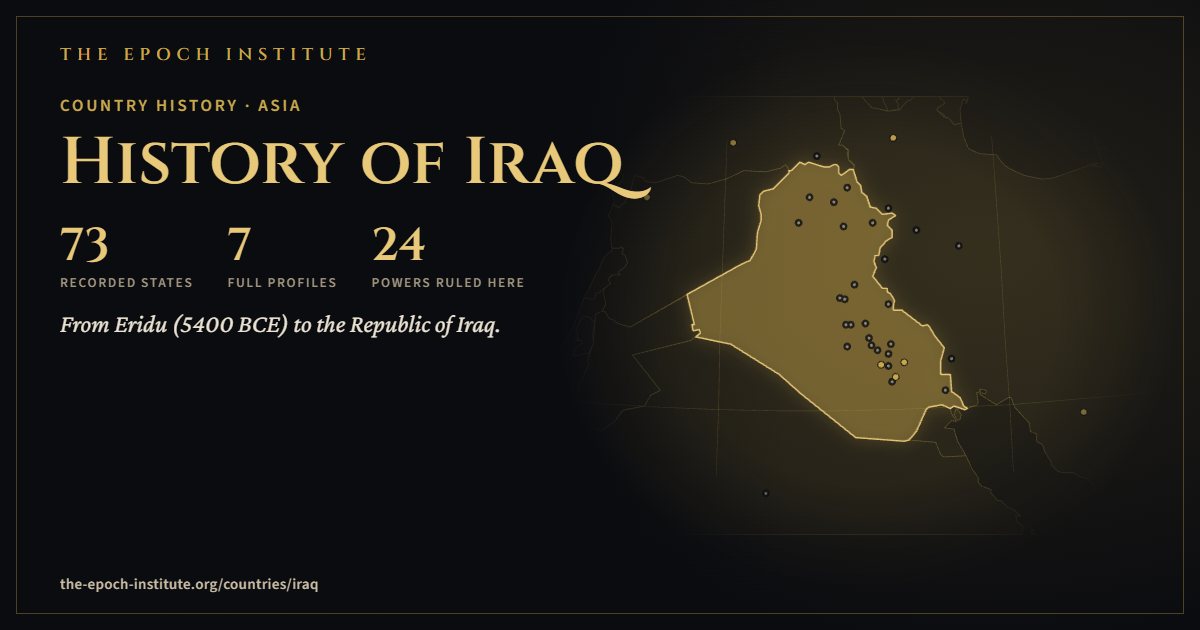 THE EPOCH INSTITUTE
COUNTRY HISTORY · ASIA
History of Iraq
73 7 24
RECORDED STATES FULL PROFILES POWERS RULED HERE
From Eridu (5400 BCE) to the Republic of Iraq.
the-epoch-institute.org/countries/iraq